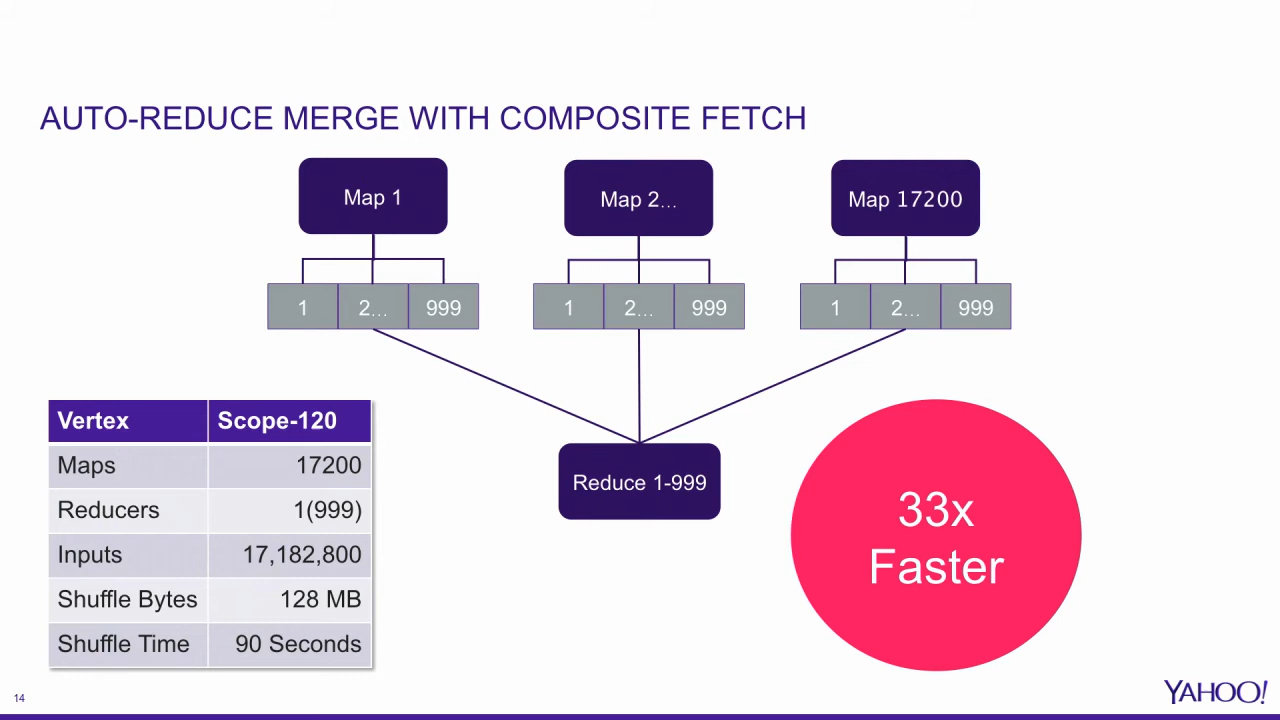 AUTO-REDUCE MERGE WITH COMPOSITE FETCH
Map 1
Map 2...
Map 17200
1 2... 999
1 2... 999
1 2... 999
Reduce 1-999
Vertex Scope-120
Maps 17200
Reducers 1(999)
Inputs 17,182,800
Shuffle Bytes 128 MB
Shuffle Time 90 Seconds
33x
Faster
14
YAHOO!